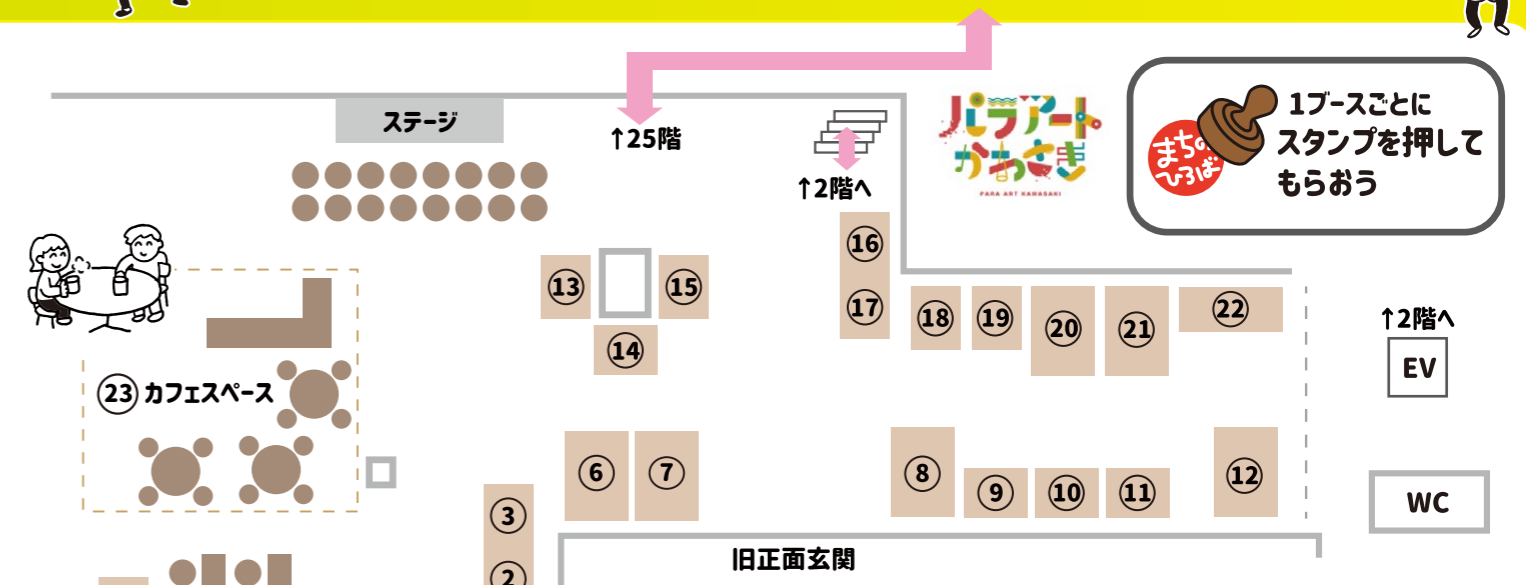 ステージ
↑25階
↑2階へ
パラアート
かわさき
PARA ART KAWASAKI
まちの
ひろば
1ブースごとに
スタンプを押して
もらおう
⑯
⑬
⑮
⑰
⑱
⑲
⑳
㉑
㉒
⑭
↑2階へ
EV
㉓ カフェスペース
⑥
⑦
⑧
⑨
⑩
⑪
⑫
WC
③
②
旧正面玄関